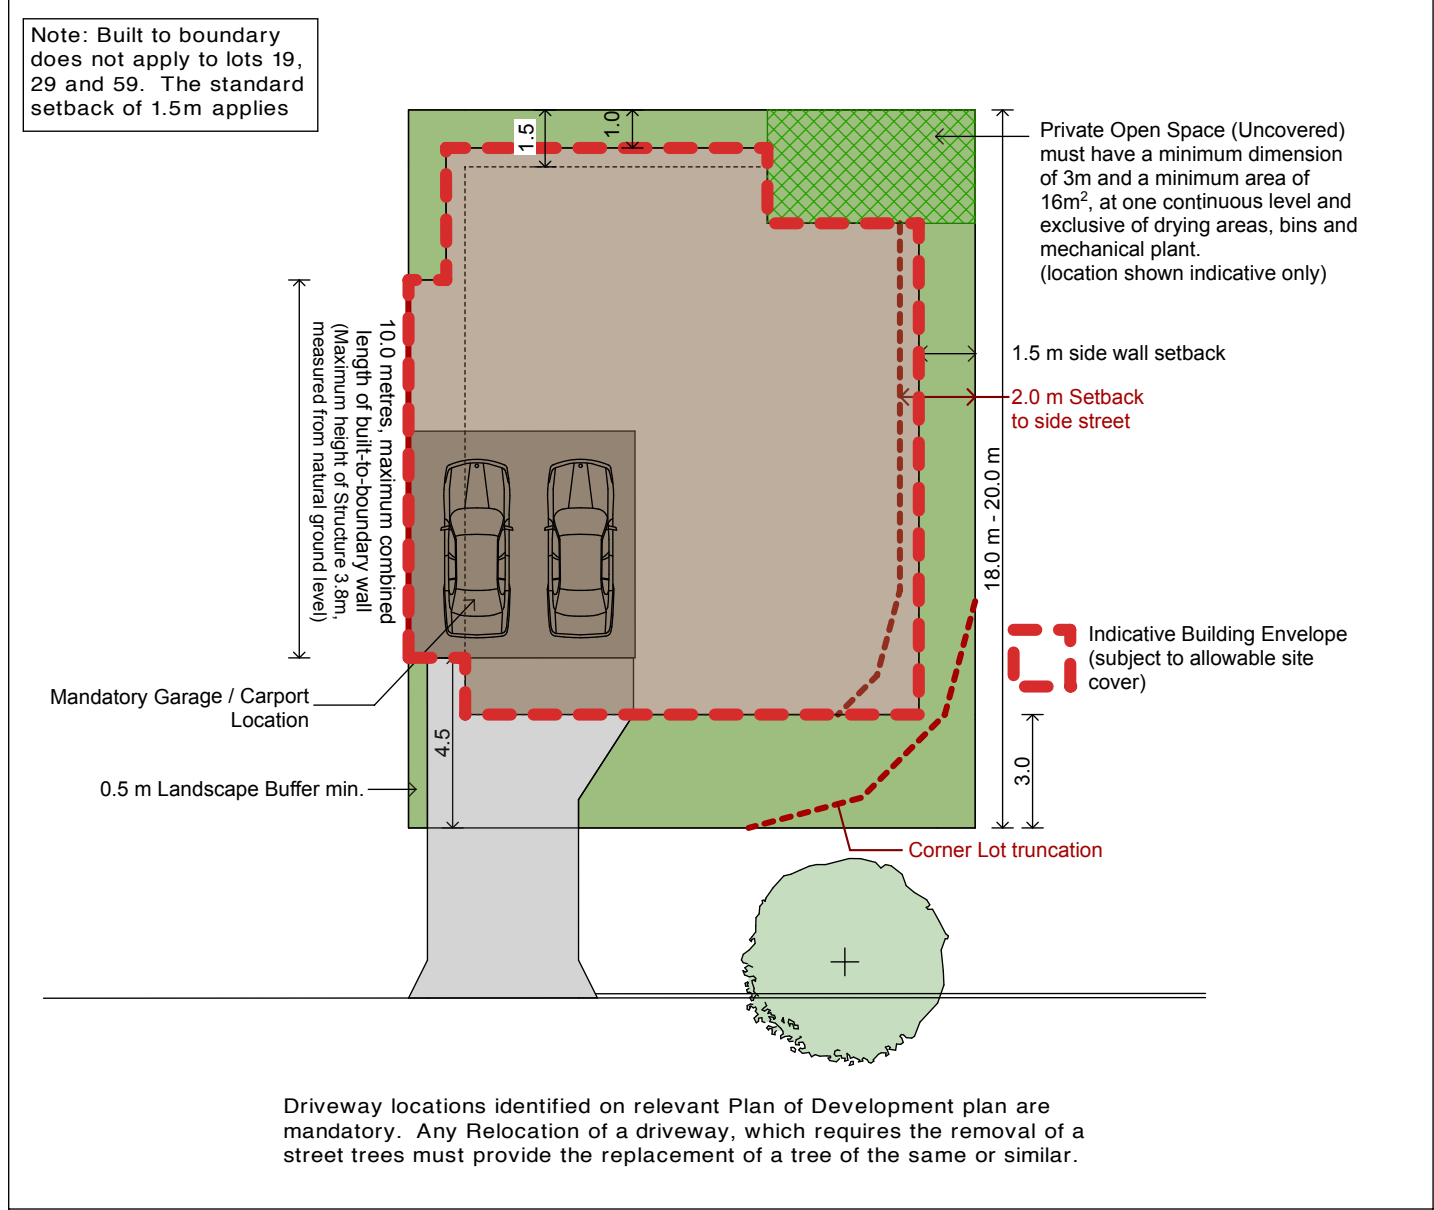 Note: Built to boundary
does not apply to lots 19,
29 and 59. The standard
setback of 1.5m applies
1.5
1.0
Private Open Space (Uncovered)
must have a minimum dimension
of 3m and a minimum area of
16m², at one continuous level and
exclusive of drying areas, bins and
mechanical plant.
(location shown indicative only)
10.0 metres, maximum combined
length of built-to-boundary wall
(Maximum height of Structure 3.8m,
measured from natural ground level)
1.5 m side wall setback
2.0 m Setback
to side street
18.0 m - 20.0 m
Indicative Building Envelope
(subject to allowable site
cover)
Mandatory Garage / Carport
Location
4.5
3.0
0.5 m Landscape Buffer min.
Corner Lot truncation
Driveway locations identified on relevant Plan of Development plan are
mandatory. Any Relocation of a driveway, which requires the removal of a
street trees must provide the replacement of a tree of the same or similar.